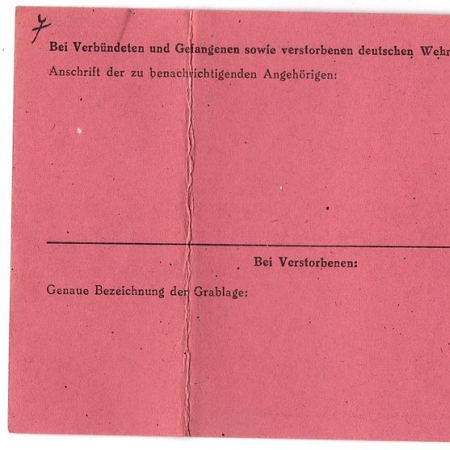 7
Bei Verbündeten und Gefangenen sowie verstorbenen deutschen Wehr
Anschrift der zu benachrichtigenden Angehörigen:
Bei Verstorbenen:
Genaue Bezeichnung der Grablage: